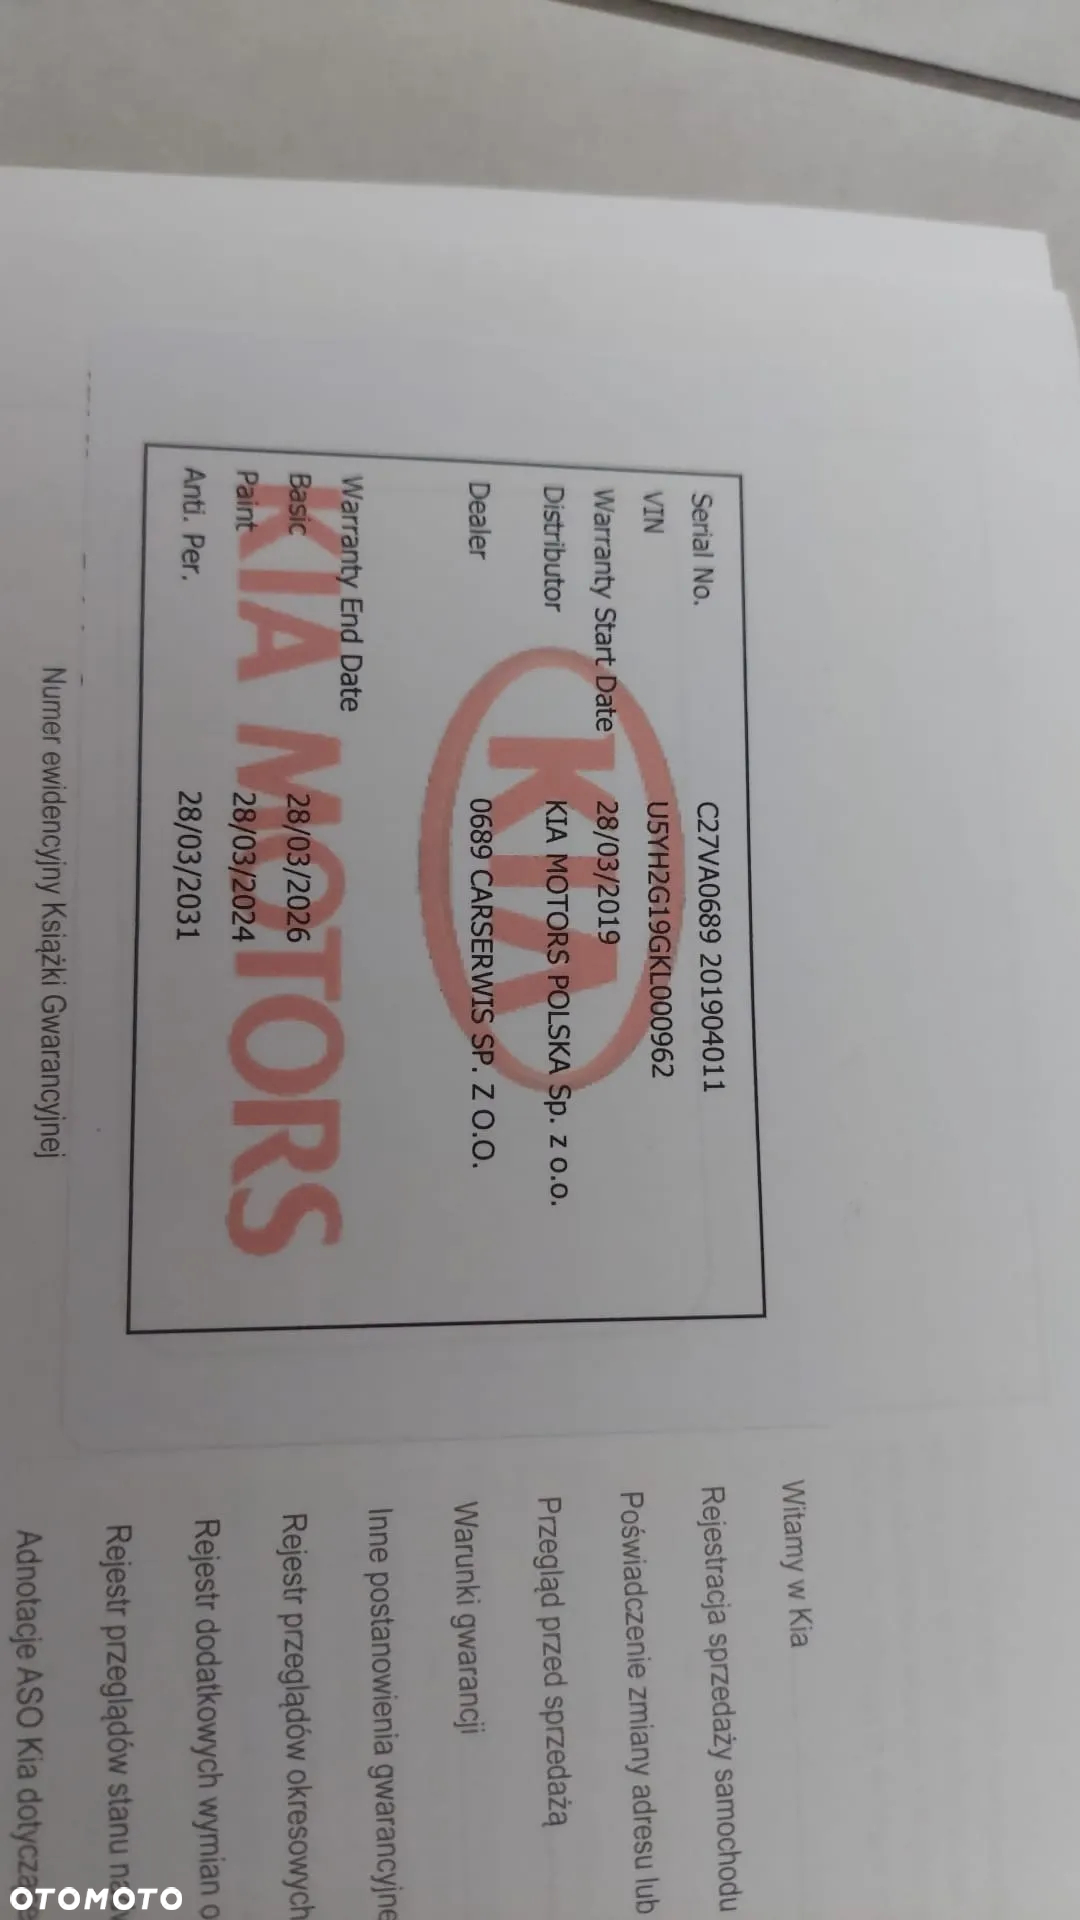 Serial No. C27VA0689 201904011
VIN U5YH2G19GKL000962
Warranty Start Date 28/03/2019
Distributor KIA MOTORS POLSKA Sp. z o.o.
Dealer 0689 CARSERWIS SP. Z O.O.
KIA
Warranty End Date
Basic 28/03/2026
Paint 28/03/2024
Anti. Per. 28/03/2031
KIA MOTORS
Numer ewidencyjny Książki Gwarancyjnej
Witamy w Kia
Rejestracja sprzedaży samochodu
Poświadczenie zmiany adresu lub
Przegląd przed sprzedażą
Warunki gwarancji
Inne postanowienia gwarancyjne
Rejestr przeglądów okresowych
Rejestr dodatkowych wymian o
Rejestr przeglądów stanu na
Adnotacje ASO Kia dotycza
OTOMOTO